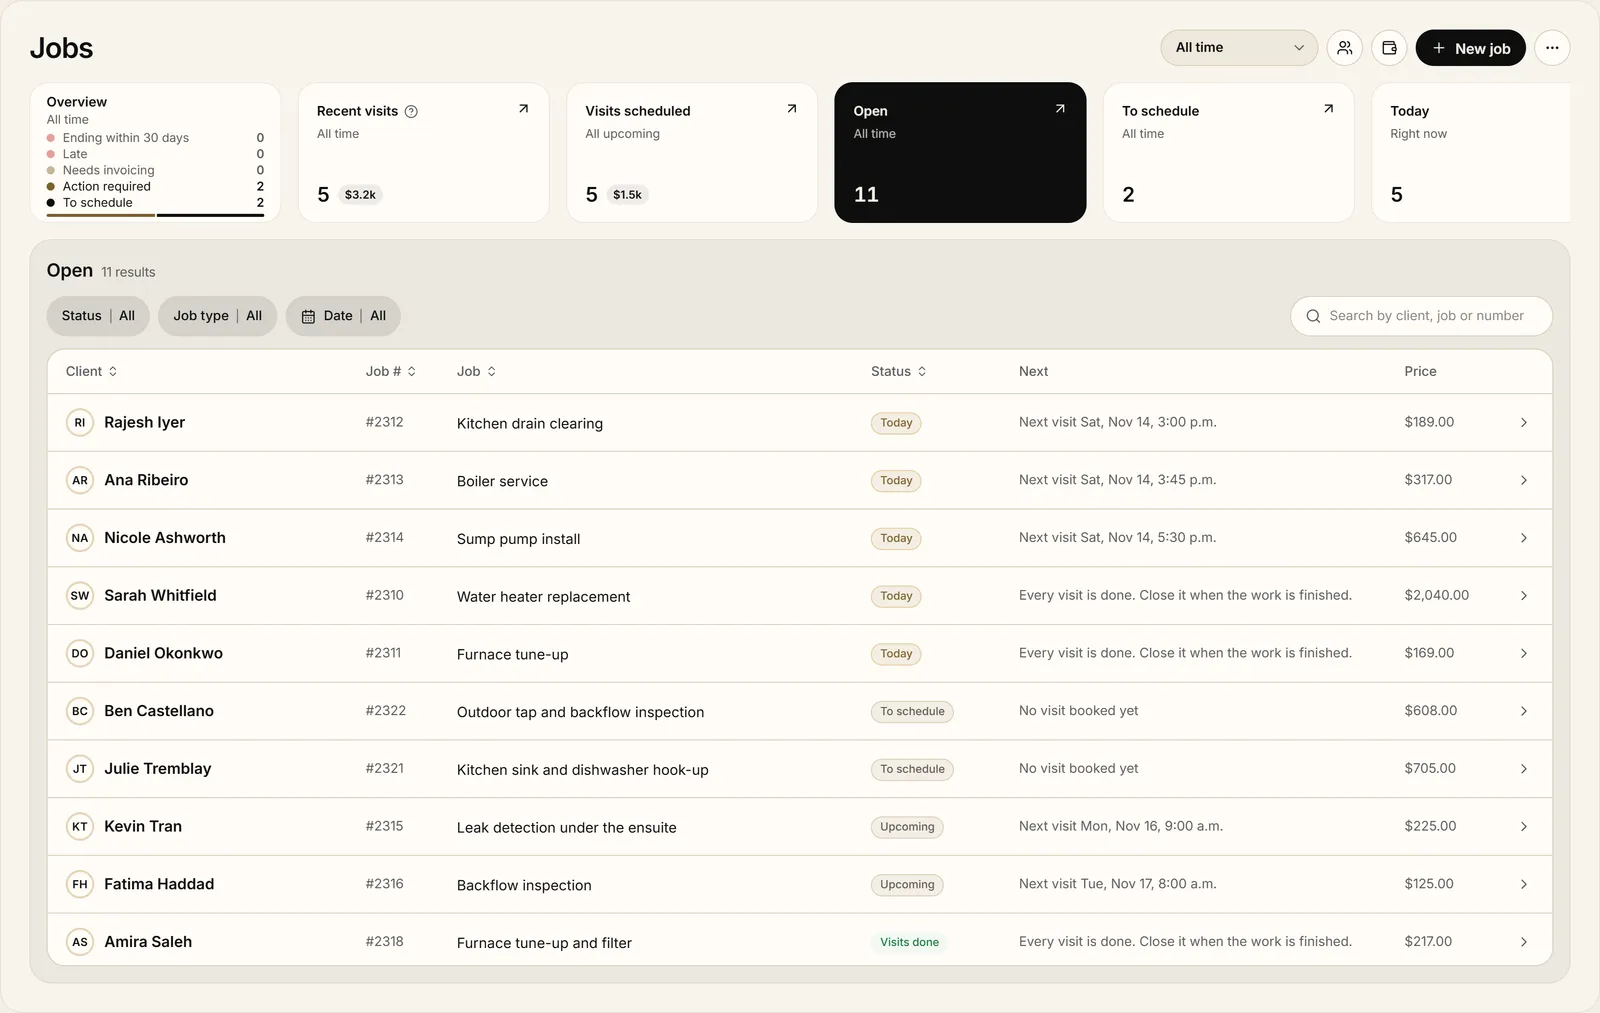 Jobs
All time
New job
Overview
All time
Ending within 30 days 0
Late 0
Needs invoicing 0
Action required 2
To schedule 2
Recent visits
All time
5 $3.2k
Visits scheduled
All upcoming
5 $1.5k
Open
All time
11
To schedule
All time
2
Today
Right now
5
Open 11 results
Status | All
Job type | All
Date | All
Search by client, job or number
Client Job # Job Status Next Price
RI Rajesh Iyer #2312 Kitchen drain clearing Today Next visit Sat, Nov 14, 3:00 p.m. $189.00
AR Ana Ribeiro #2313 Boiler service Today Next visit Sat, Nov 14, 3:45 p.m. $317.00
NA Nicole Ashworth #2314 Sump pump install Today Next visit Sat, Nov 14, 5:30 p.m. $645.00
SW Sarah Whitfield #2310 Water heater replacement Today Every visit is done. Close it when the work is finished. $2,040.00
DO Daniel Okonkwo #2311 Furnace tune-up Today Every visit is done. Close it when the work is finished. $169.00
BC Ben Castellano #2322 Outdoor tap and backflow inspection To schedule No visit booked yet $608.00
JT Julie Tremblay #2321 Kitchen sink and dishwasher hook-up To schedule No visit booked yet $705.00
KT Kevin Tran #2315 Leak detection under the ensuite Upcoming Next visit Mon, Nov 16, 9:00 a.m. $225.00
FH Fatima Haddad #2316 Backflow inspection Upcoming Next visit Tue, Nov 17, 8:00 a.m. $125.00
AS Amira Saleh #2318 Furnace tune-up and filter Visits done Every visit is done. Close it when the work is finished. $217.00